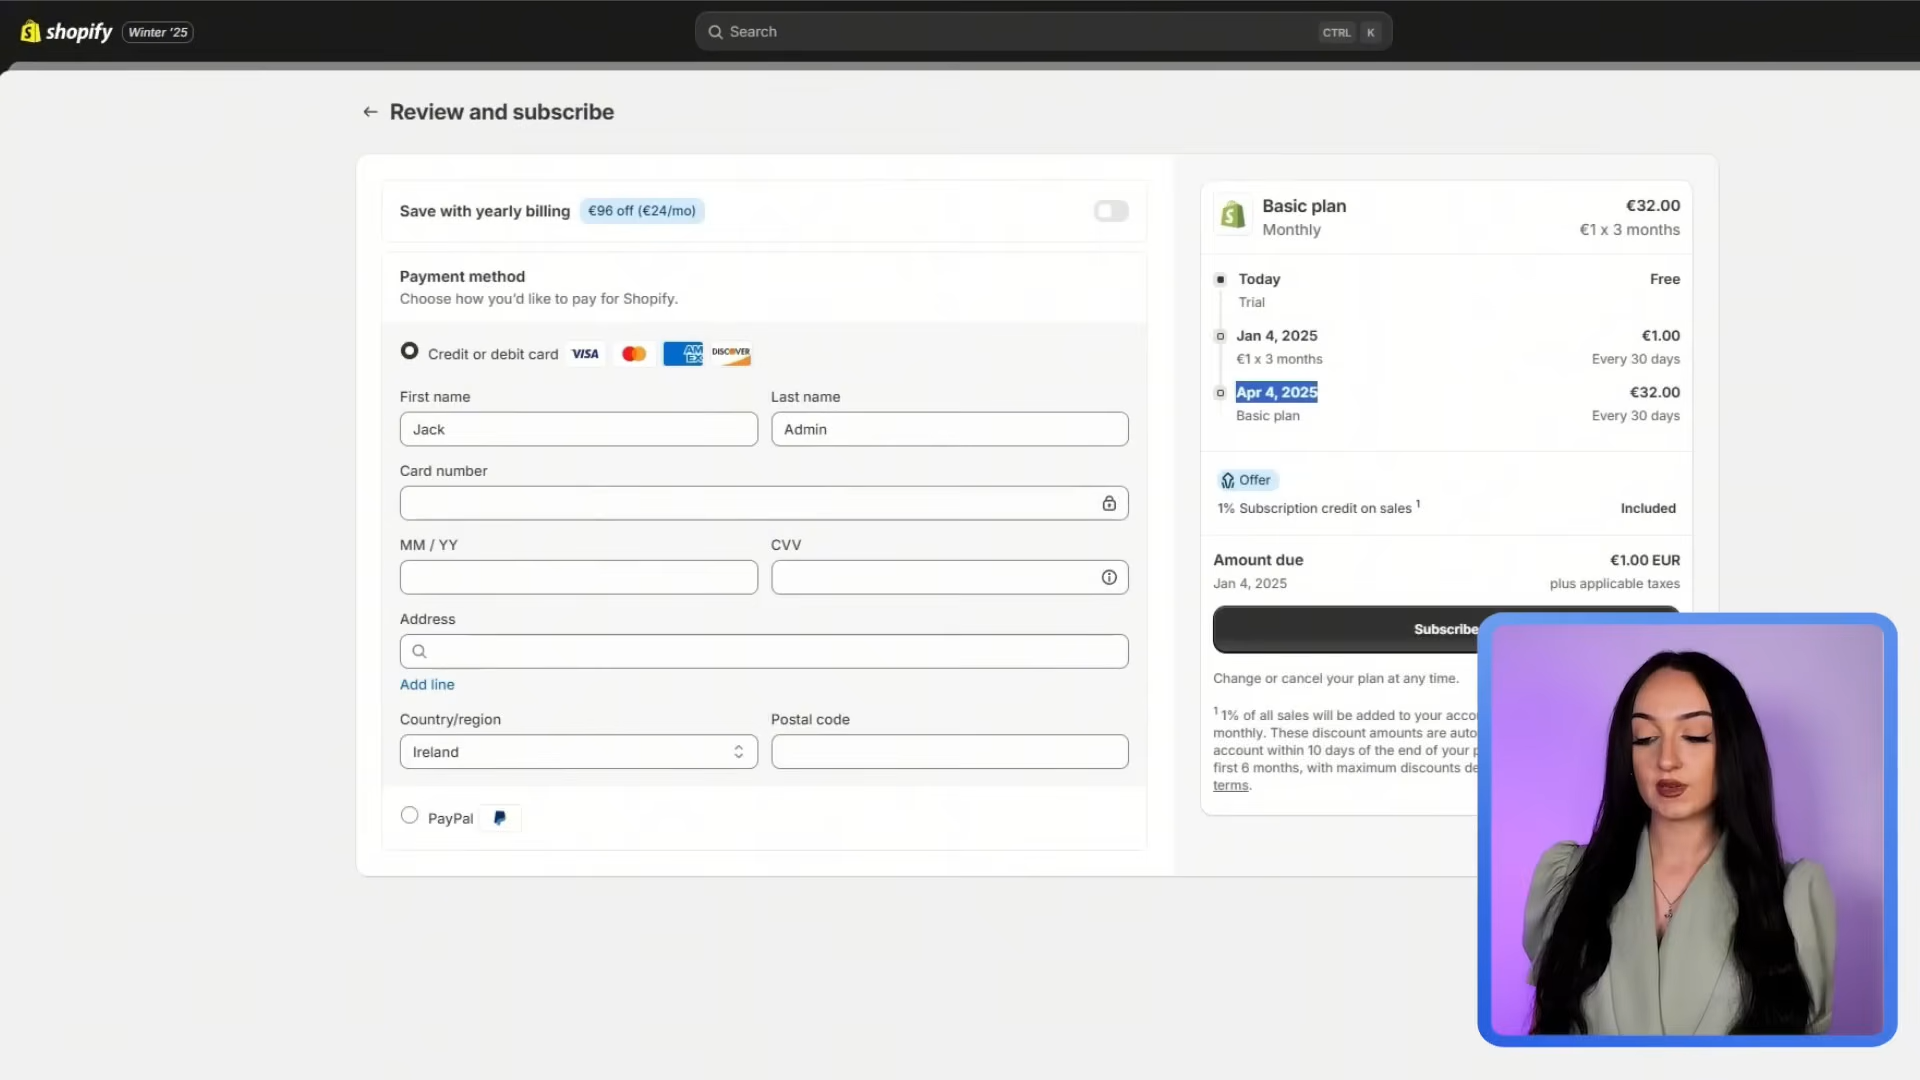 shopify Winter '25
Search CTRL K
Review and subscribe
Save with yearly billing €96 off (€24/mo)
Payment method
Choose how you'd like to pay for Shopify.
Credit or debit card VISA AM EX DISCOVER
First name Last name
Jack Admin
Card number
MM / YY CVV
Address
Add line
Country/region Postal code
Ireland
PayPal
Basic plan €32.00
Monthly €1 x 3 months
Today Free
Trial
Jan 4, 2025 €1.00
€1 x 3 months Every 30 days
Apr 4, 2025 €32.00
Basic plan Every 30 days
Offer
1% Subscription credit on sales 1 Included
Amount due €1.00 EUR
Jan 4, 2025 plus applicable taxes
Subscribe
Change or cancel your plan at any time.
1 1% of all sales will be added to your
monthly. These discount amounts are
account within 10 days of the end of your
first 6 months, with maximum discounts
terms.